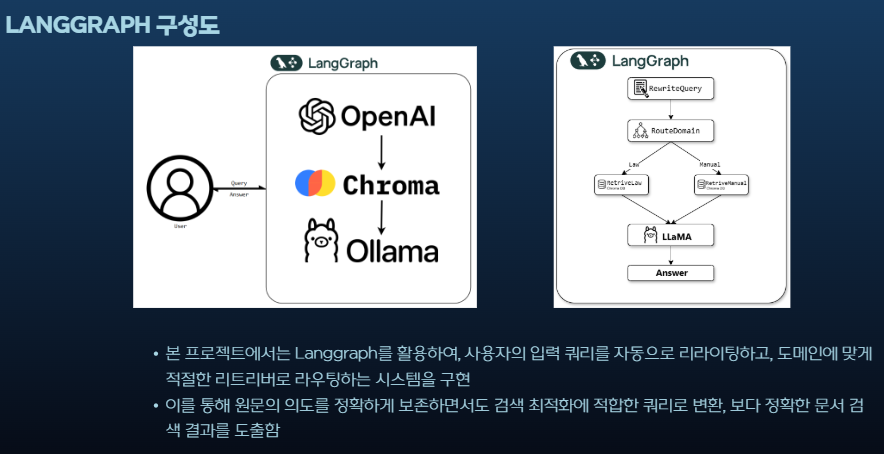 LANGGRAPH 구성도
LangGraph
OpenAI
Chroma
Ollama
Query
Answer
User
LangGraph
RewriteQuery
RouteDomain
Law
Manual
RetriveLaw
RetriveManual
LLaMA
Answer
• 본 프로젝트에서는 Langgraph를 활용하여, 사용자의 입력 쿼리를 자동으로 리라이팅하고, 도메인에 맞게
적절한 리트리버로 라우팅하는 시스템을 구현
• 이를 통해 원문의 의도를 정확하게 보존하면서도 검색 최적화에 적합한 쿼리로 변환, 보다 정확한 문서 검
색 결과를 도출함